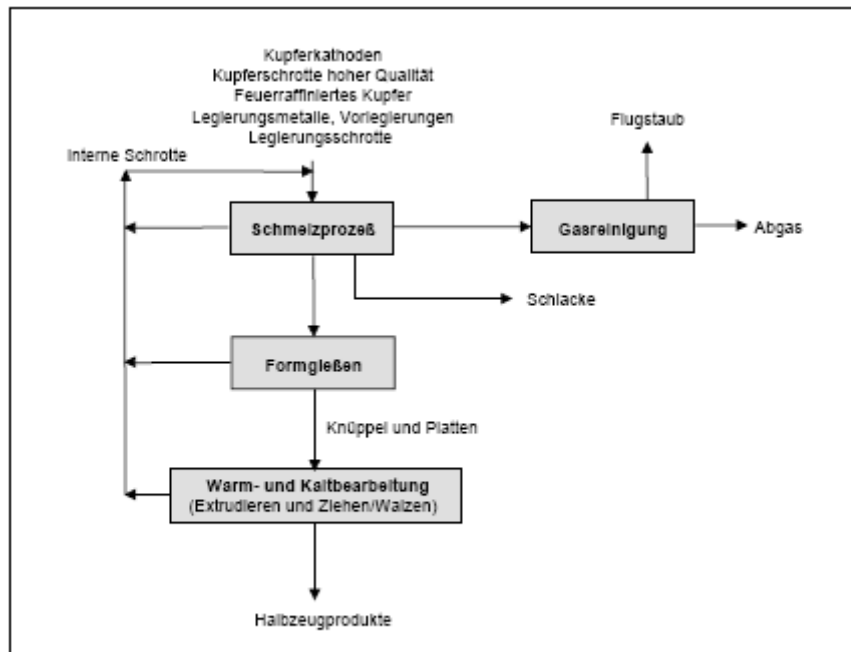 Kupferkathoden
Kupferschrotte hoher Qualität
Feuerraffiniertes Kupfer
Legierungsmetalle, Vorlegierungen
Legierungsschrotte
Flugstaub
Interne Schrotte
Schmelzprozeß
Gasreinigung
Abgas
Schlacke
Formgießen
Knüppel und Platten
Warm- und Kaltbearbeitung
(Extrudieren und Ziehen/Walzen)
Halbzeugprodukte